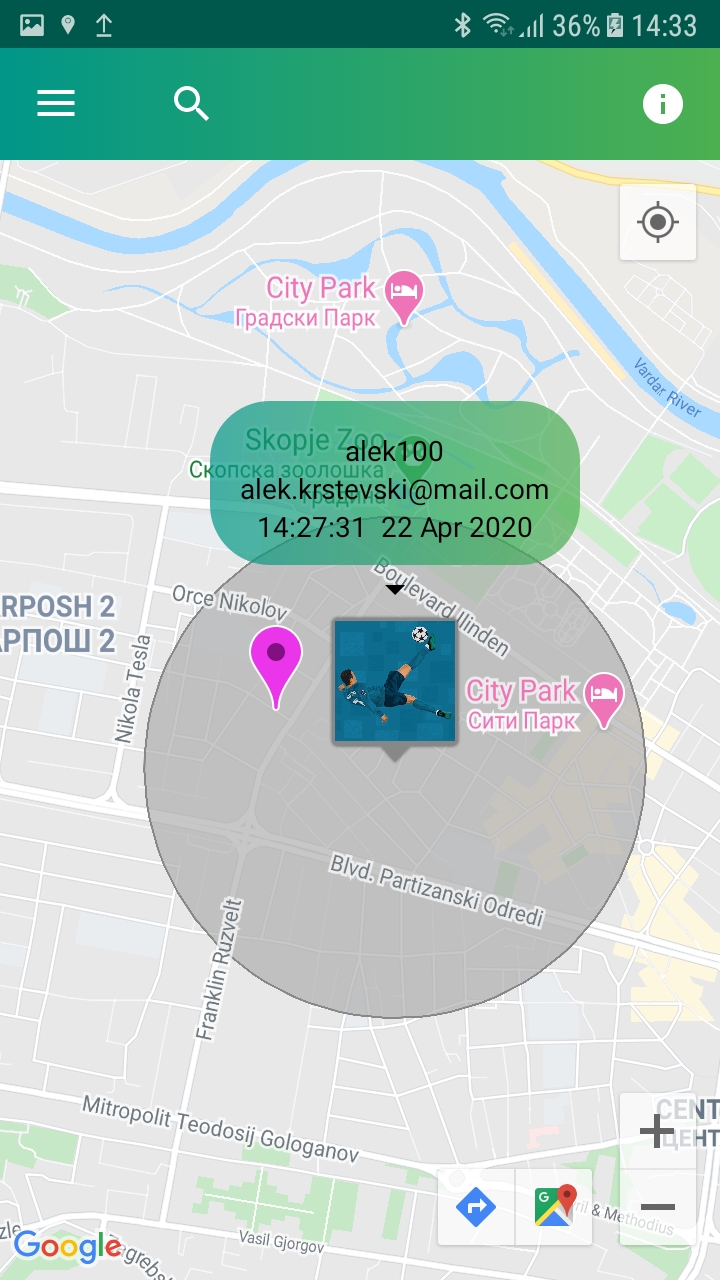 36% 14:33
City Park
Градски Парк
Vardar River
Skopje Zoo
Скопска зоолошка
градина
alek100
alek.krstevski@mail.com
14:27:31 22 Apr 2020
Boulevard Ilinden
Orce Nikolov
RPOSH 2
АРПОШ 2
Nikola Tesla
City Park
Сити Парк
Blvd. Partizanski Odredi
Franklin Ruzvelt
Mitropolit Teodosij Gologanov
CENT
ЦЕНТ
ril & Methodius
Vasil Gjorgov
Zagrebs
Google